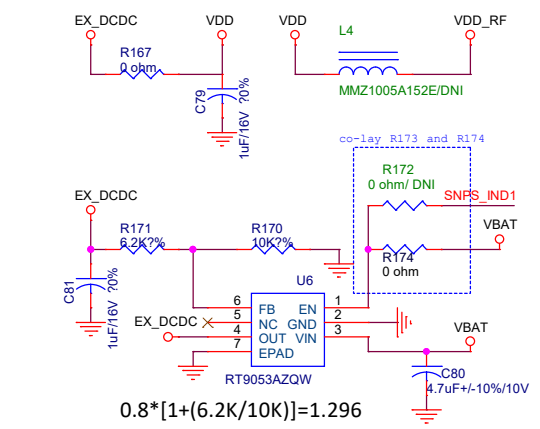 EX_DCDC
VDD
VDD
VDD_RF
L4
R167
0 ohm
C79
1uF/16V ?0%
MMZ1005A152E/DNI
co-lay R173 and R174
R172
0 ohm/ DNI
SNPS_IND1
EX_DCDC
R171
6.2K?%
R170
10K?%
VBAT
R174
0 ohm
C81
1uF/16V ?0%
U6
6
FB
EN
1
EX_DCDC
5
NC
GND
2
4
OUT
VIN
3
7
EPAD
VBAT
RT9053AZQW
C80
4.7uF+/-10%/10V
0.8*[1+(6.2K/10K)]=1.296